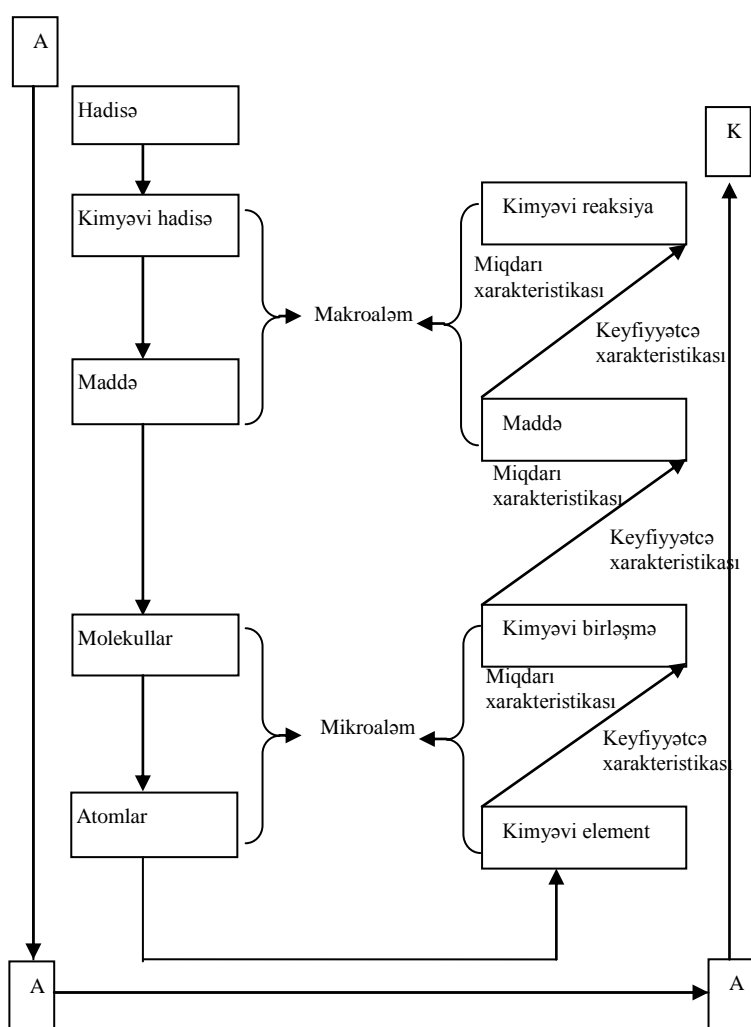 A
Hadisə
Kimyəvi hadisə
Maddə
Molekullar
Atomlar
A
Makroaləm
Mikroaləm
K
Kimyəvi reaksiya
Miqdarı
xarakteristikası
Keyfiyyətcə
xarakteristikası
Maddə
Miqdarı
xarakteristikası
Keyfiyyətcə
xarakteristikası
Kimyəvi birləşmə
Miqdarı
xarakteristikası
Keyfiyyətcə
xarakteristikası
Kimyəvi element
A